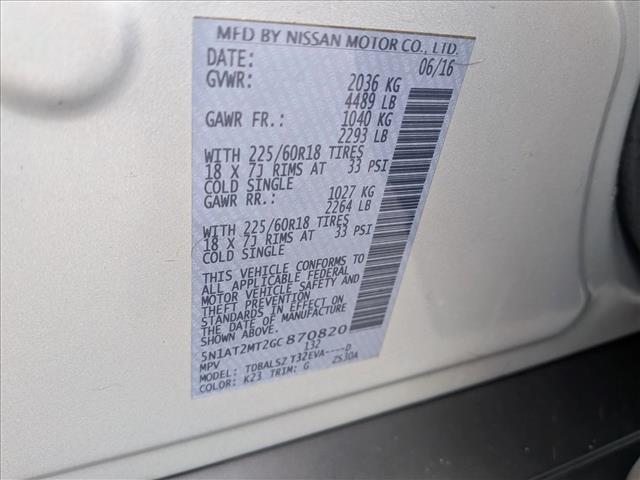 MFD BY NISSAN MOTOR CO., LTD.
DATE: 06/16
GVWR: 2036 KG
4489 LB
GAWR FR.: 1040 KG
2293 LB
WITH 225/60R18 TIRES
18 X 7J RIMS AT 33 PSI
COLD SINGLE
GAWR RR.: 1027 KG
2264 LB
WITH 225/60R18 TIRES
18 X 7J RIMS AT 33 PSI
COLD SINGLE
THIS VEHICLE CONFORMS TO
ALL APPLICABLE FEDERAL
MOTOR VEHICLE SAFETY AND
THEFT PREVENTION
STANDARDS IN EFFECT ON
THE DATE OF MANUFACTURE
SHOWN ABOVE.
5N1AT2MT2GC870820
MPV 132
MODEL: TDBALSZ T32EVA----D
COLOR: K23 TRIM: G ZS30A